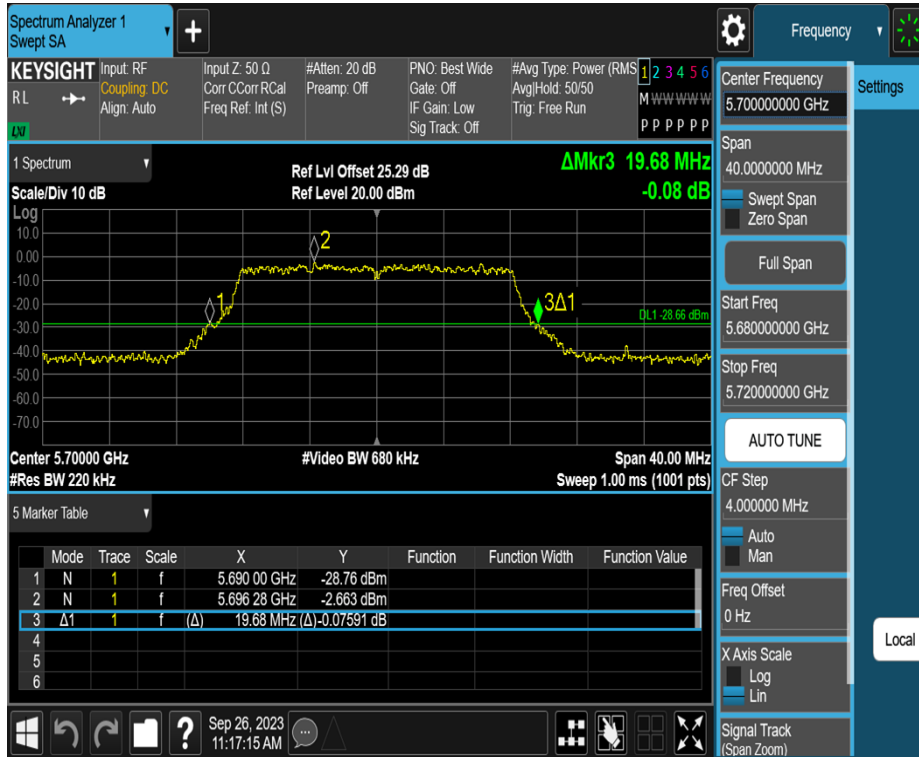 Spectrum Analyzer 1
Swept SA
+
Frequency
KEYSIGHT
R L
LXI
Input: RF
Coupling: DC
Align: Auto
Input Z: 50 Ω
Corr CCorr RCal
Freq Ref: Int (S)
#Atten: 20 dB
Preamp: Off
PNO: Best Wide
Gate: Off
IF Gain: Low
Sig Track: Off
#Avg Type: Power (RMS
Avg|Hold: 50/50
Trig: Free Run
1 2 3 4 5 6
M W W W W W
P P P P P P
1 Spectrum
Scale/Div 10 dB
Ref Lvl Offset 25.29 dB
Ref Level 20.00 dBm
ΔMkr3 19.68 MHz
-0.08 dB
Log
10.0
0.00
-10.0
-20.0
-30.0
-40.0
-50.0
-60.0
-70.0
1
2
3Δ1
DL1 -28.66 dBm
Center 5.70000 GHz
#Res BW 220 kHz
#Video BW 680 kHz
Span 40.00 MHz
Sweep 1.00 ms (1001 pts)
5 Marker Table
Mode Trace Scale X Y Function Function Width Function Value
1 N 1 f 5.690 00 GHz -28.76 dBm
2 N 1 f 5.696 28 GHz -2.663 dBm
3 Δ1 1 f (Δ) 19.68 MHz (Δ) -0.07591 dB
4
5
6
?
Sep 26, 2023
11:17:15 AM
Center Frequency
5.700000000 GHz
Span
40.0000000 MHz
Swept Span
Zero Span
Full Span
Start Freq
5.680000000 GHz
Stop Freq
5.720000000 GHz
AUTO TUNE
CF Step
4.000000 MHz
Auto
Man
Freq Offset
0 Hz
X Axis Scale
Log
Lin
Signal Track
(Span Zoom)
Settings
Local